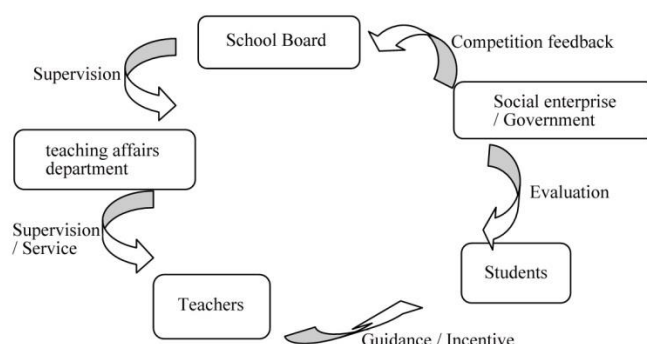 School Board
Competition feedback
Supervision
Social enterprise
/ Government
teaching affairs
department
Evaluation
Supervision
/ Service
Students
Teachers
Guidance / Incentive